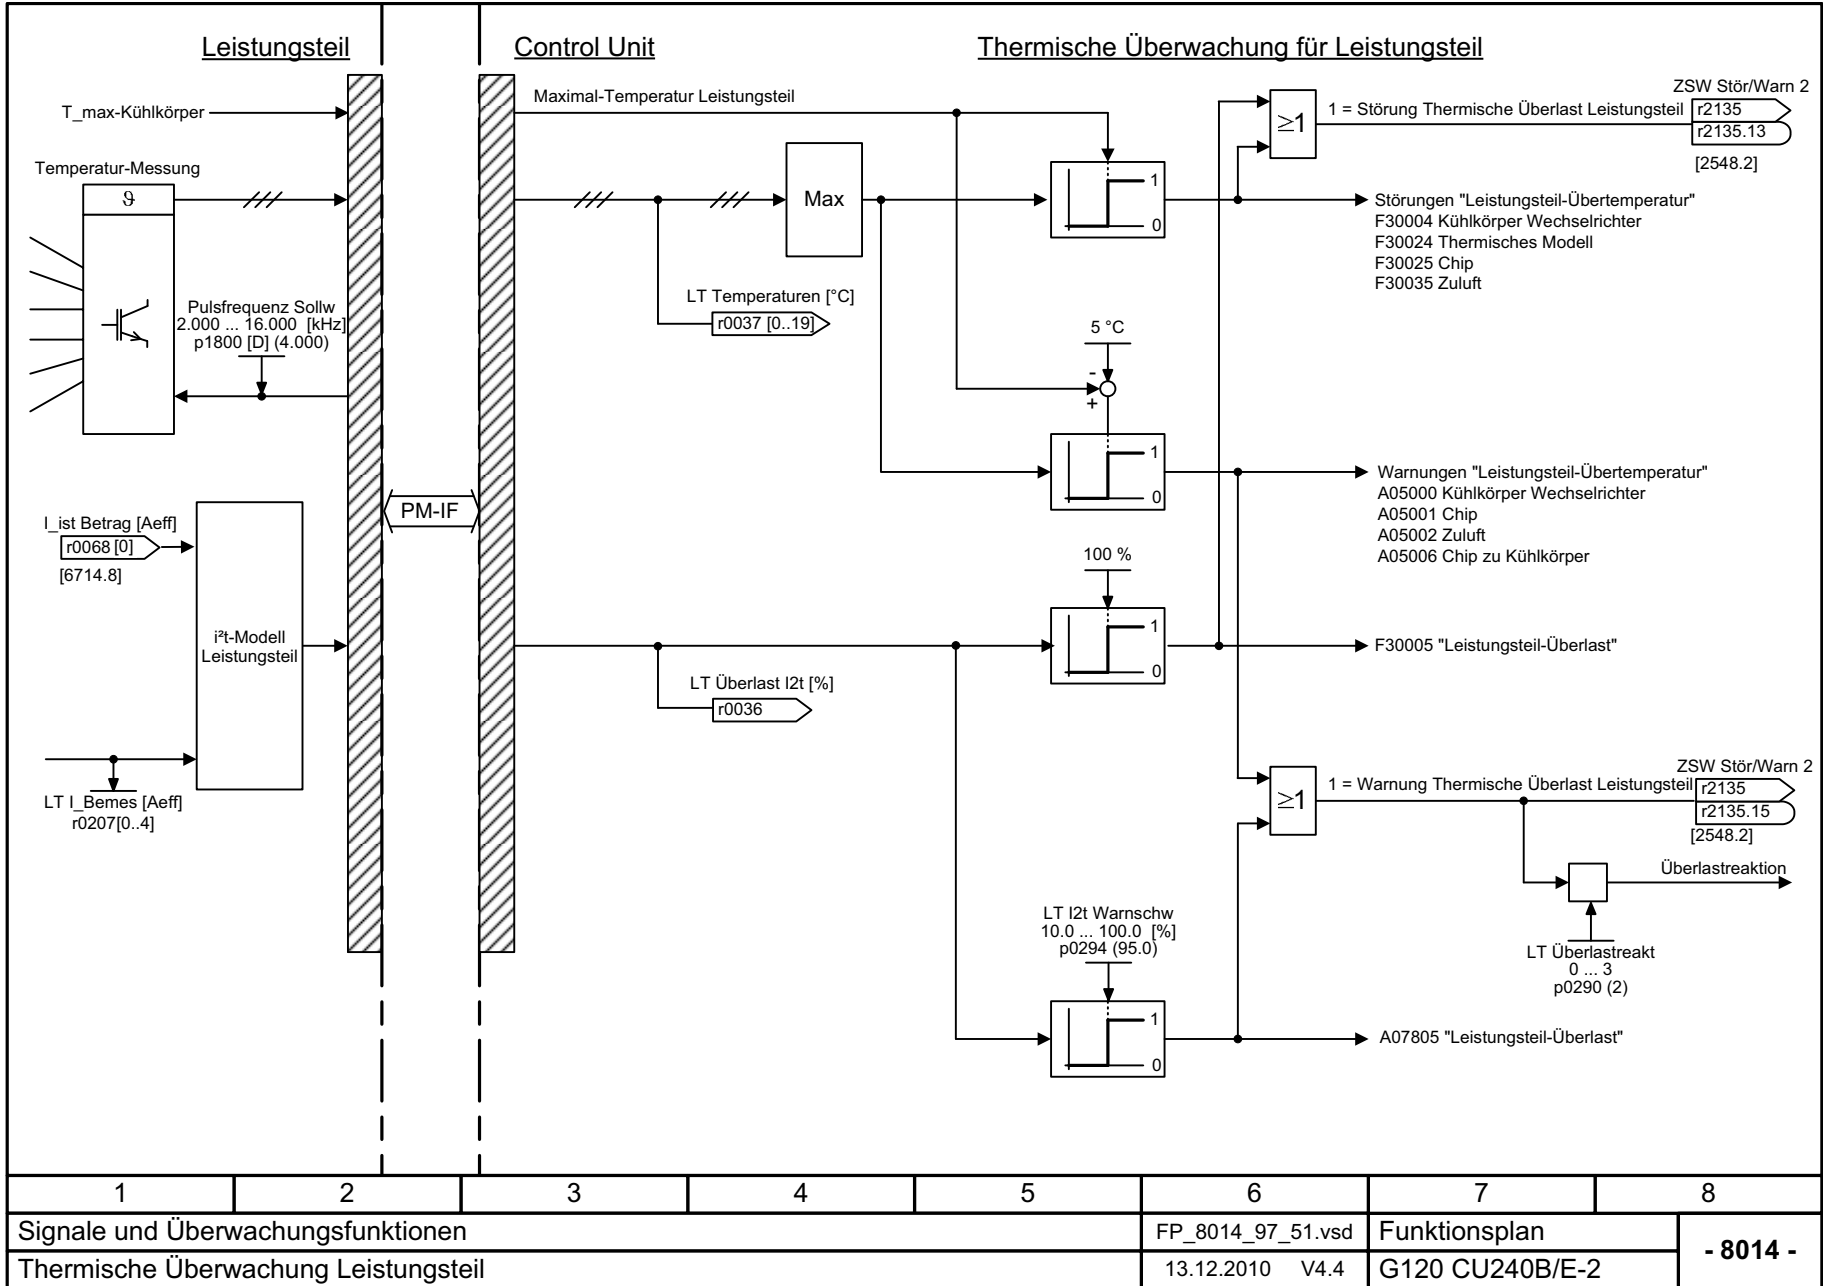 Leistungsteil
Control Unit
Thermische Überwachung für Leistungsteil
T_max-Kühlkörper
Maximal-Temperatur Leistungsteil
≥1
1 = Störung Thermische Überlast Leistungsteil
ZSW Stör/Warn 2
r2135
r2135.13
[2548.2]
Temperatur-Messung
ϑ
Max
1
0
Störungen "Leistungsteil-Übertemperatur"
F30004 Kühlkörper Wechselrichter
F30024 Thermisches Modell
F30025 Chip
F30035 Zuluft
Pulsfrequenz Sollw
2.000 ... 16.000 [kHz]
p1800 [D] (4.000)
LT Temperaturen [°C]
r0037 [0..19]
5 °C
-
+
1
0
Warnungen "Leistungsteil-Übertemperatur"
A05000 Kühlkörper Wechselrichter
A05001 Chip
A05002 Zuluft
A05006 Chip zu Kühlkörper
PM-IF
I_ist Betrag [Aeff]
r0068 [0]
[6714.8]
i²t-Modell
Leistungsteil
100 %
1
0
F30005 "Leistungsteil-Überlast"
LT Überlast I2t [%]
r0036
LT I_Bemes [Aeff]
r0207[0..4]
≥1
1 = Warnung Thermische Überlast Leistungsteil
ZSW Stör/Warn 2
r2135
r2135.15
[2548.2]
Überlastreaktion
LT Überlastreakt
0 ... 3
p0290 (2)
LT I2t Warnschw
10.0 ... 100.0 [%]
p0294 (95.0)
1
0
A07805 "Leistungsteil-Überlast"
1 2 3 4 5 6 7 8
Signale und Überwachungsfunktionen
FP_8014_97_51.vsd
Funktionsplan
- 8014 -
Thermische Überwachung Leistungsteil
13.12.2010 V4.4
G120 CU240B/E-2